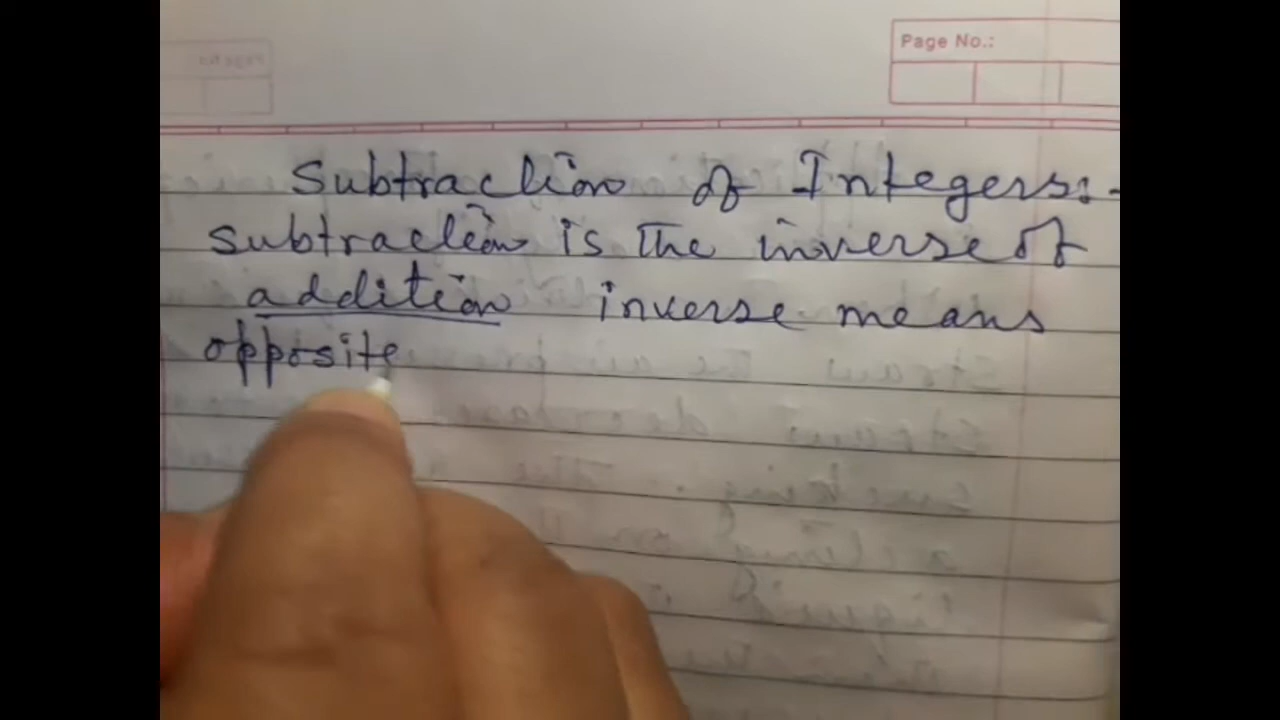 Page No.:
Subtraction of Integers:-
subtraction is the inverse of
addition inverse means
opposite